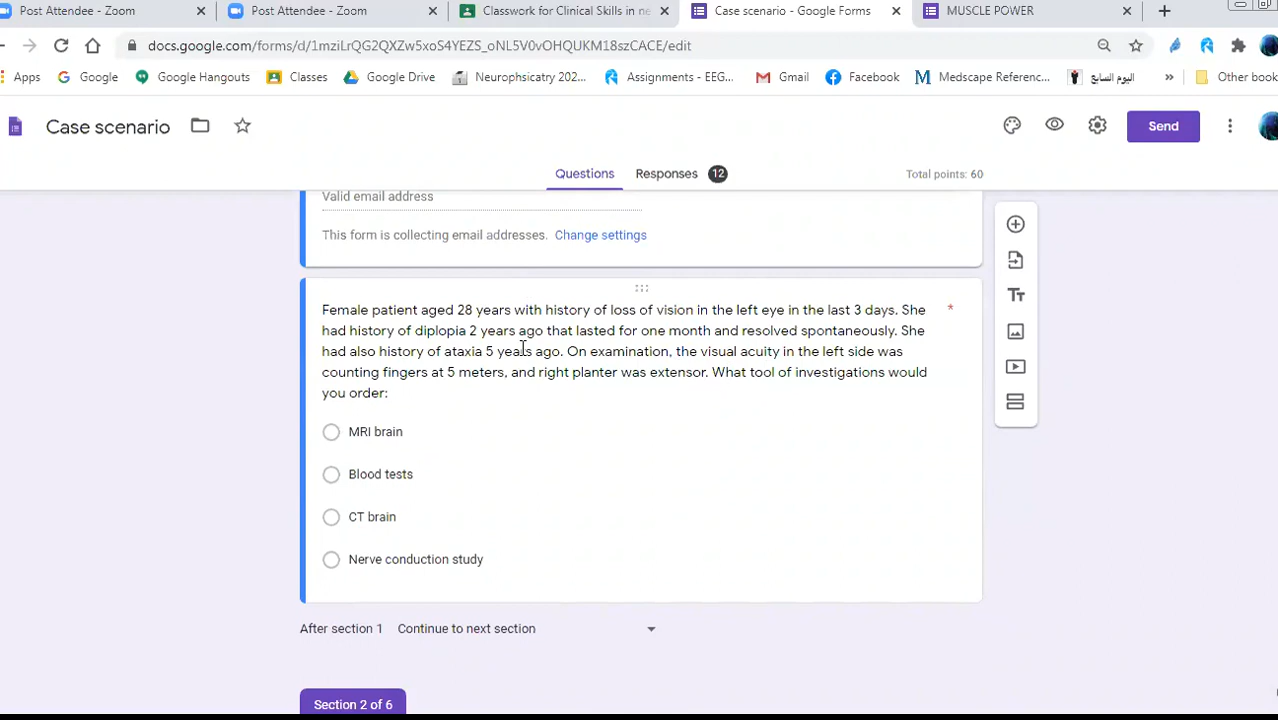 Post Attendee - Zoom
Post Attendee - Zoom
Classwork for Clinical Skills in ne
Case scenario - Google Forms
MUSCLE POWER
docs.google.com/forms/d/1mziLrQG2QXZw5xoS4YEZS_oNL5V0vOHQUKM18szCACE/edit
Apps
Google
Google Hangouts
Classes
Google Drive
Neurophsicatry 202...
Assignments - EEG...
Gmail
Facebook
Medscape Referenc...
اليوم السابع
»
Other book
Case scenario
Send
Questions
Responses 12
Total points: 60
Valid email address
This form is collecting email addresses. Change settings
Female patient aged 28 years with history of loss of vision in the left eye in the last 3 days. She *
had history of diplopia 2 years ago that lasted for one month and resolved spontaneously. She
had also history of ataxia 5 years ago. On examination, the visual acuity in the left side was
counting fingers at 5 meters, and right planter was extensor. What tool of investigations would
you order:
MRI brain
Blood tests
CT brain
Nerve conduction study
After section 1 Continue to next section
Section 2 of 6